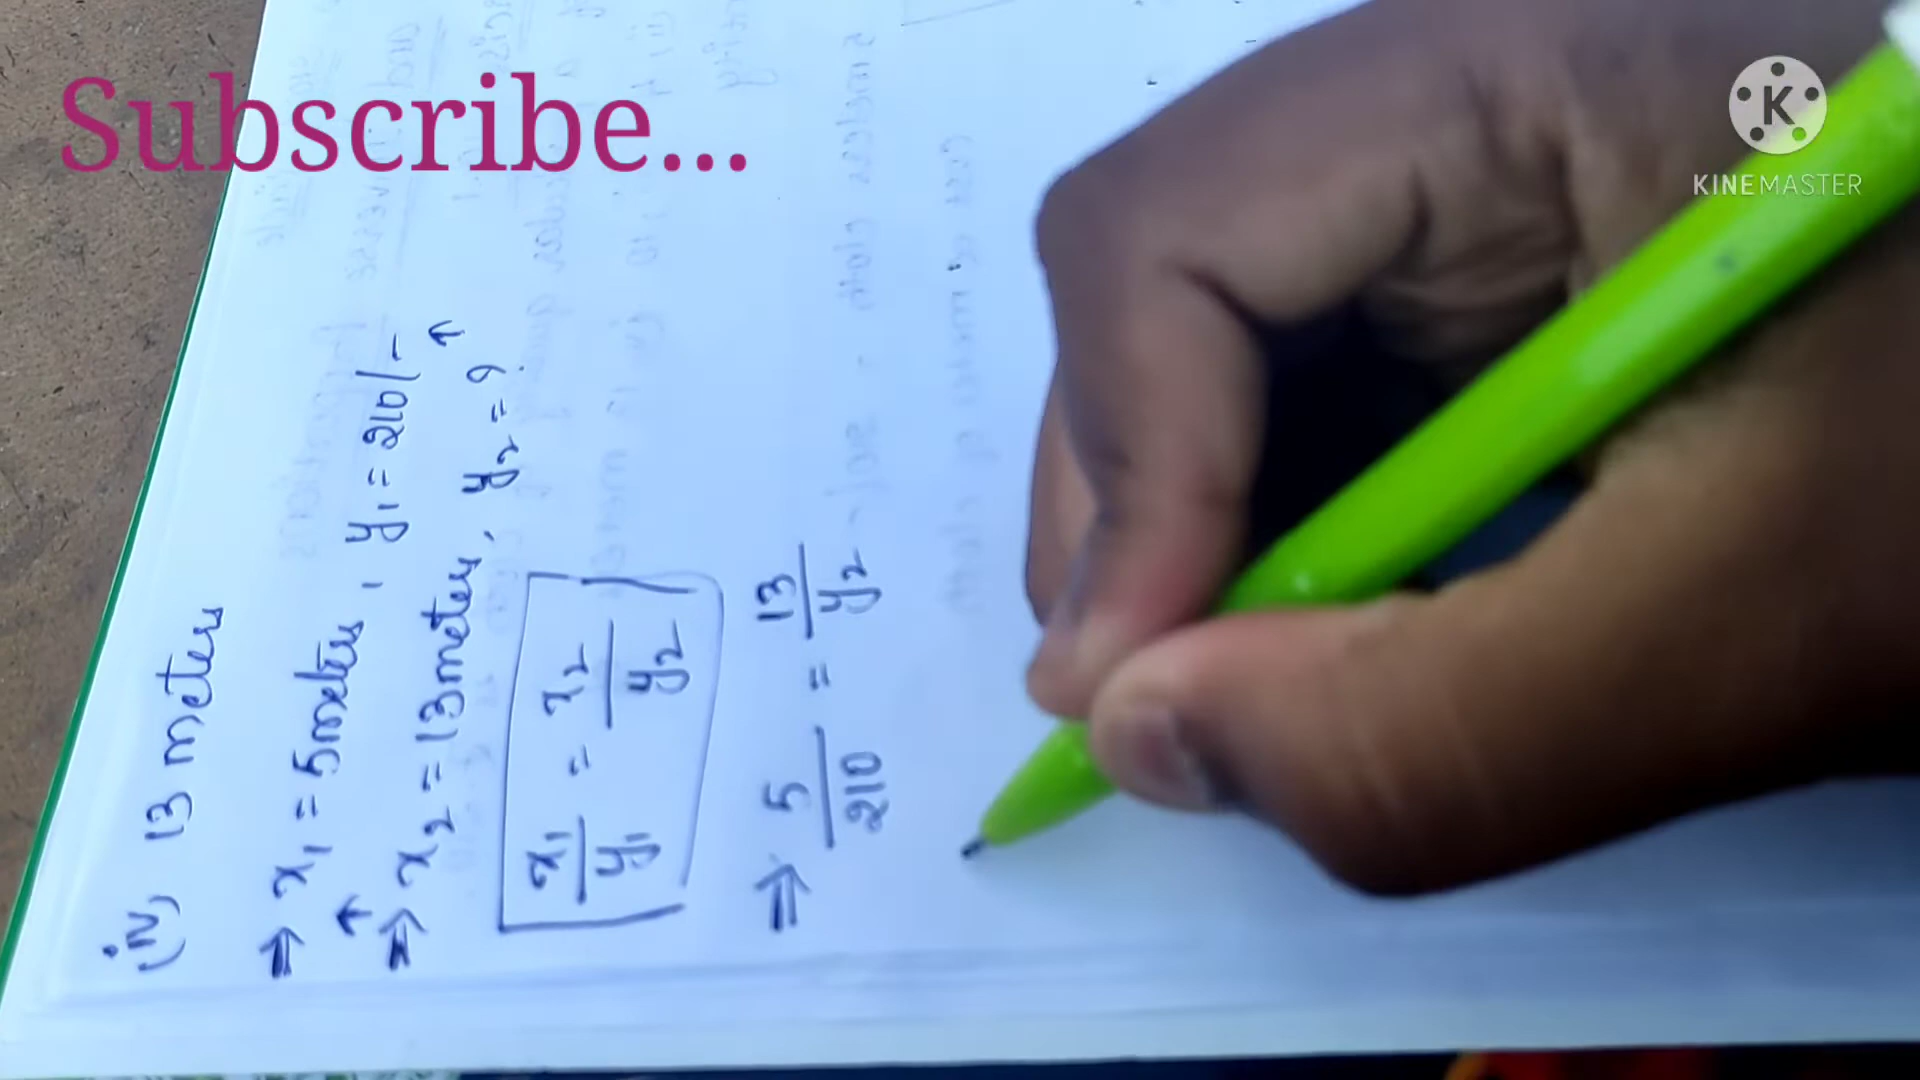 Subscribe...
KINEMASTER
(iv) 13 meters
⇒ x₁ = 5 meters, y₁ = 210/-
⇒ x₂ = 13 meters, y₂ = ?
x₁/y₁ = x₂/y₂
⇒ 5/210 = 13/y₂